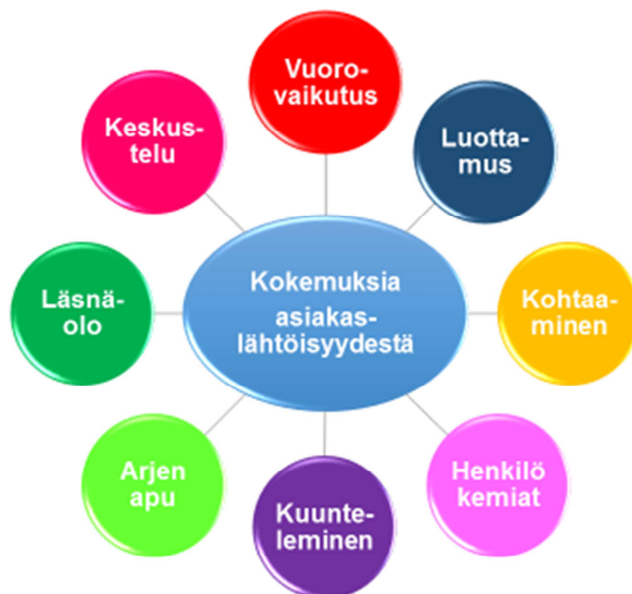 Vuoro-
vaikutus
Luotta-
mus
Kohtaa-
minen
Henkilö
kemiat
Kuunte-
leminen
Arjen
apu
Läsnä-
olo
Keskus-
telu
Kokemuksia
asiakas-
lähtöisyydestä